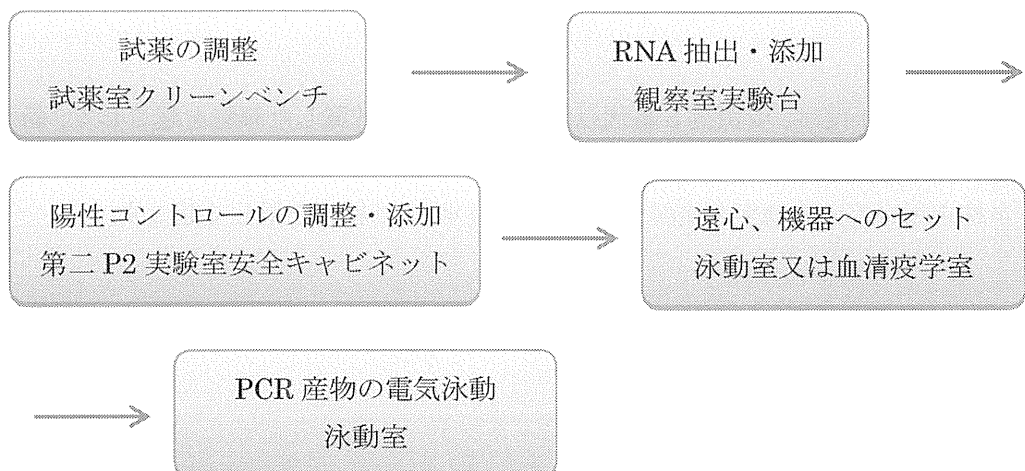 試薬の調整
試薬室クリーンベンチ
RNA 抽出・添加
観察室実験台
陽性コントロールの調整・添加
第二 P2 実験室安全キャビネット
遠心、機器へのセット
泳動室又は血清疫学室
PCR 産物の電気泳動
泳動室